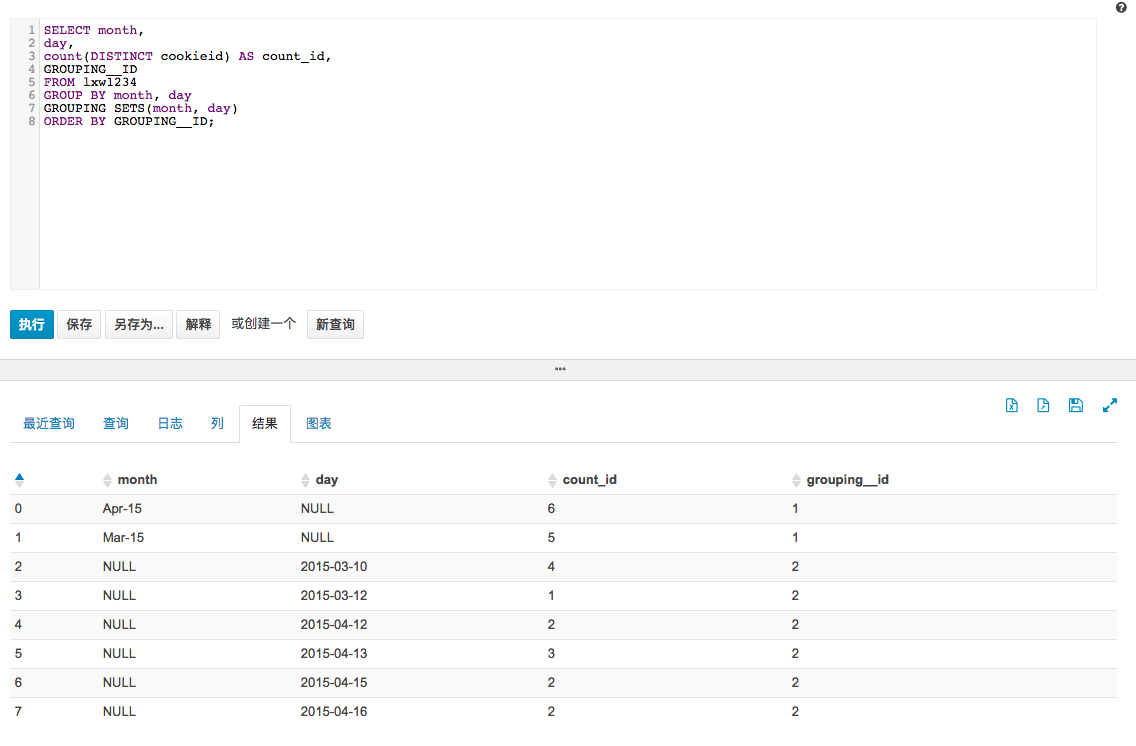 ?
1 SELECT month,
2 day,
3 count(DISTINCT cookieid) AS count_id,
4 GROUPING__ID
5 FROM lxw1234
6 GROUP BY month, day
7 GROUPING SETS(month, day)
8 ORDER BY GROUPING__ID;
执行 保存 另存为... 解释 或创建一个 新查询
最近查询 查询 日志 列 结果 图表
month day count_id grouping__id
0 Apr-15 NULL 6 1
1 Mar-15 NULL 5 1
2 NULL 2015-03-10 4 2
3 NULL 2015-03-12 1 2
4 NULL 2015-04-12 2 2
5 NULL 2015-04-13 3 2
6 NULL 2015-04-15 2 2
7 NULL 2015-04-16 2 2